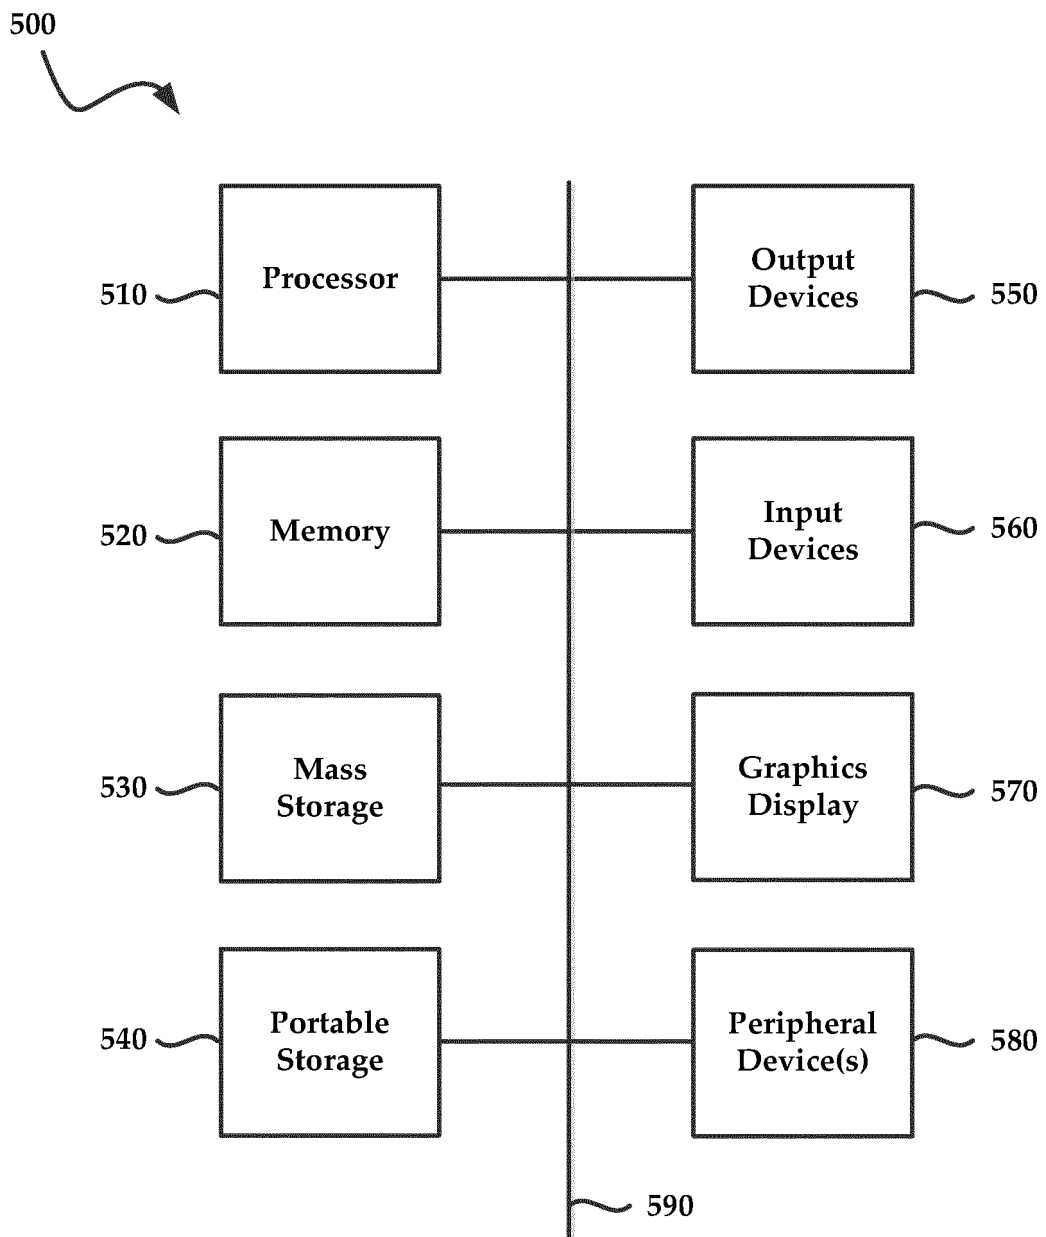 500
Processor
510
Output
Devices
550
Memory
520
Input
Devices
560
Mass
Storage
530
Graphics
Display
570
Portable
Storage
540
Peripheral
Device(s)
580
590